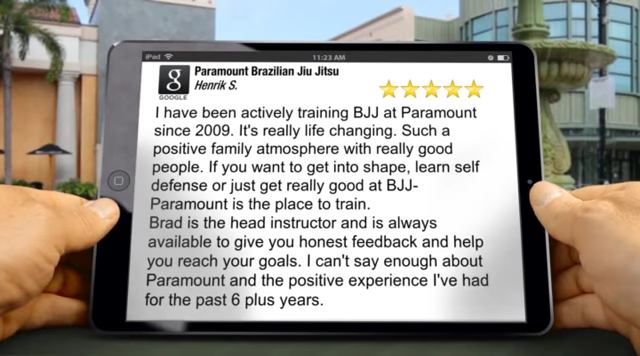 iPad 11:23 AM
g Paramount Brazilian Jiu Jitsu
Henrik S.
GOOGLE
I have been actively training BJJ at Paramount
since 2009. It's really life changing. Such a
positive family atmosphere with really good
people. If you want to get into shape, learn self
defense or just get really good at BJJ-
Paramount is the place to train.
Brad is the head instructor and is always
available to give you honest feedback and help
you reach your goals. I can't say enough about
Paramount and the positive experience I've had
for the past 6 plus years.